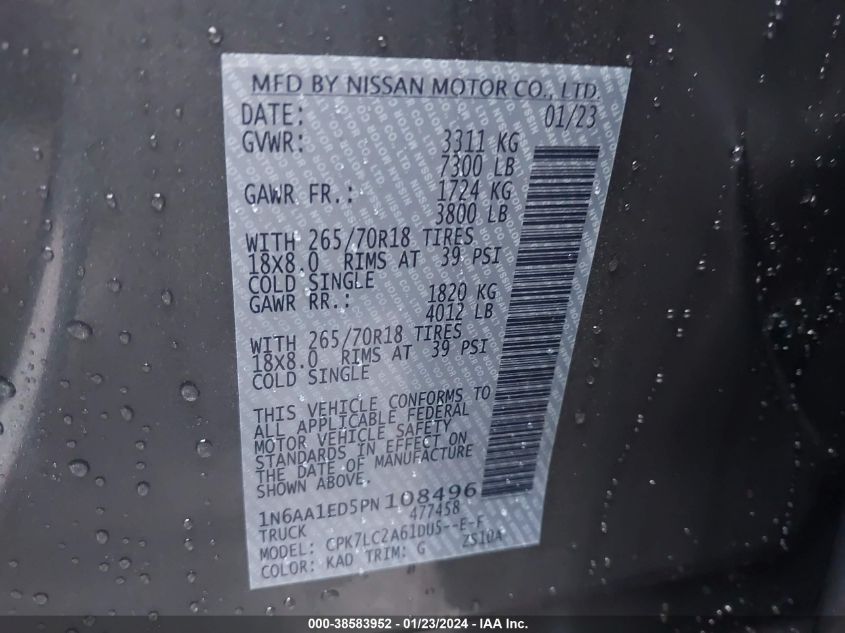 MFD BY NISSAN MOTOR CO., LTD.
DATE: 01/23
GVWR: 3311 KG
7300 LB
GAWR FR.: 1724 KG
3800 LB
WITH 265/70R18 TIRES
18X8.0 RIMS AT 39 PSI
COLD SINGLE
GAWR RR.: 1820 KG
4012 LB
WITH 265/70R18 TIRES
18X8.0 RIMS AT 39 PSI
COLD SINGLE
THIS VEHICLE CONFORMS TO
ALL APPLICABLE FEDERAL
MOTOR VEHICLE SAFETY
STANDARDS IN EFFECT ON
THE DATE OF MANUFACTURE
SHOWN ABOVE.
1N6AA1ED5PN108496
TRUCK 477458
MODEL: CPK7LC2A61DU5--E-F
COLOR: KAD TRIM: G ZS10A
000-38583952 - 01/23/2024 - IAA Inc.